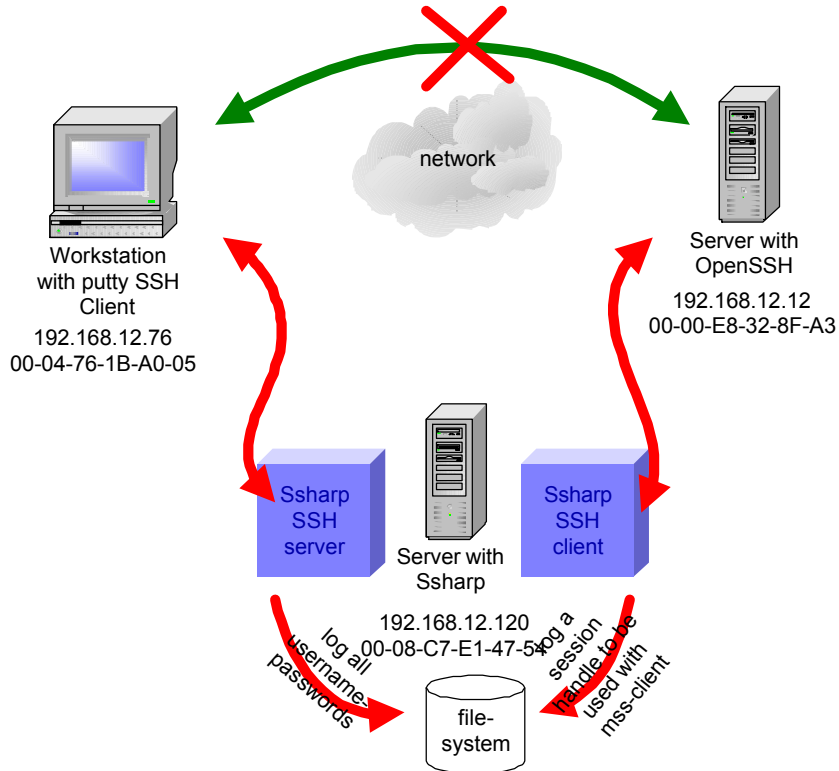 network
Workstation
with putty SSH
Client
192.168.12.76
00-04-76-1B-A0-05
Server with
OpenSSH
192.168.12.12
00-00-E8-32-8F-A3
Ssharp
SSH
server
Server with
Ssharp
192.168.12.120
00-08-C7-E1-47-54
Ssharp
SSH
client
log all
username-
passwords
log a
session
handle to be
used with
mss-client
file-
system